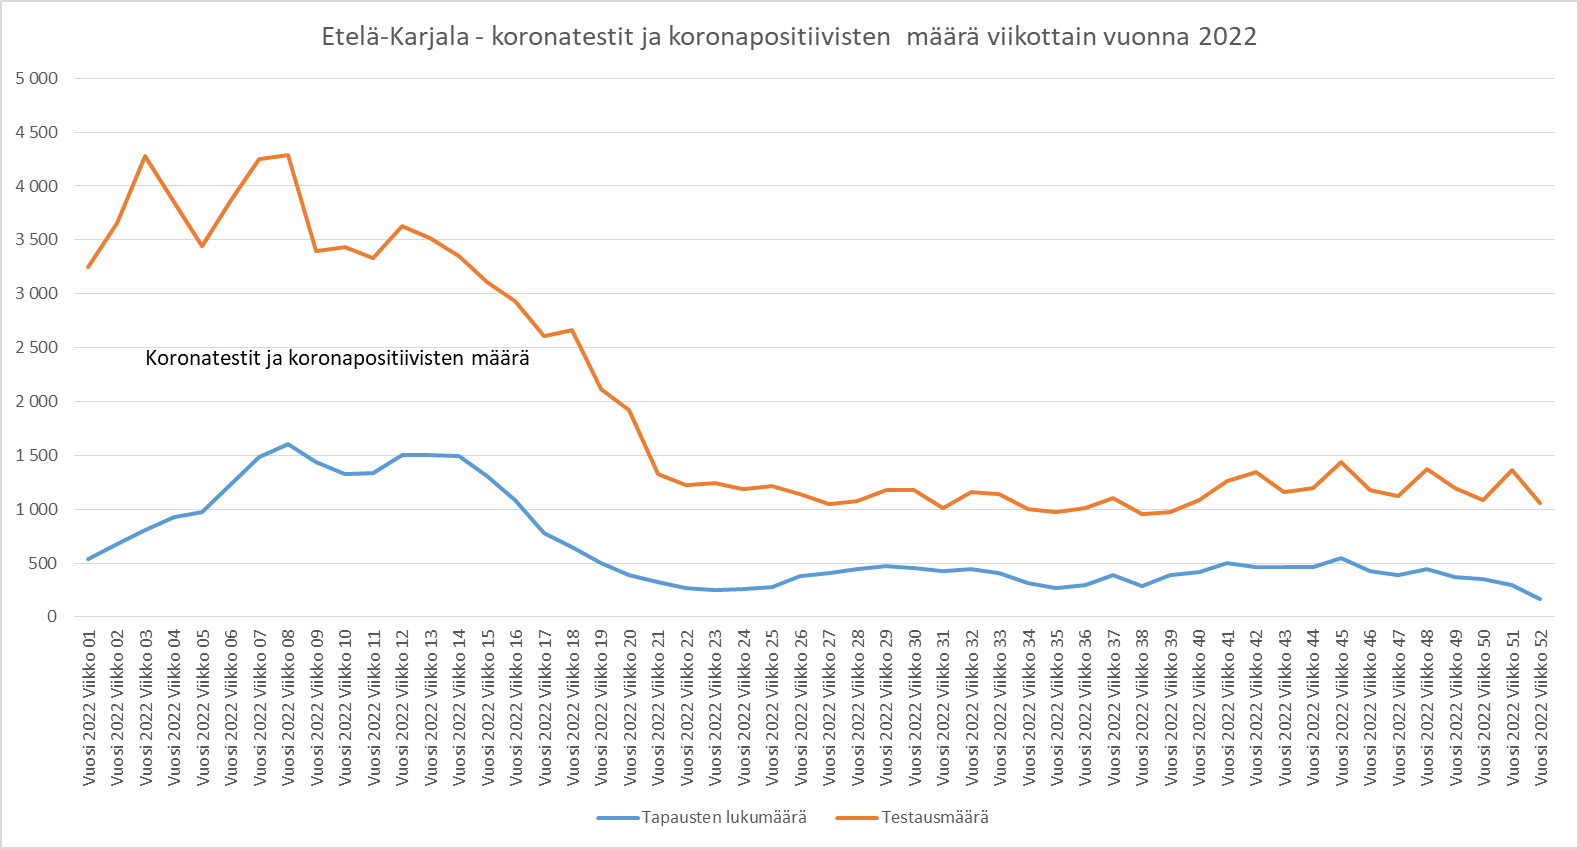 Etelä-Karjala - koronatestit ja koronapositiivisten  määrä viikottain vuonna 2022
5 000
4 500
4 000
3 500
3 000
2 500
2 000
1 500
1 000
500
0
Koronatestit ja koronapositiivisten määrä
Vuosi 2022 Viikko 01
Vuosi 2022 Viikko 02
Vuosi 2022 Viikko 03
Vuosi 2022 Viikko 04
Vuosi 2022 Viikko 05
Vuosi 2022 Viikko 06
Vuosi 2022 Viikko 07
Vuosi 2022 Viikko 08
Vuosi 2022 Viikko 09
Vuosi 2022 Viikko 10
Vuosi 2022 Viikko 11
Vuosi 2022 Viikko 12
Vuosi 2022 Viikko 13
Vuosi 2022 Viikko 14
Vuosi 2022 Viikko 15
Vuosi 2022 Viikko 16
Vuosi 2022 Viikko 17
Vuosi 2022 Viikko 18
Vuosi 2022 Viikko 19
Vuosi 2022 Viikko 20
Vuosi 2022 Viikko 21
Vuosi 2022 Viikko 22
Vuosi 2022 Viikko 23
Vuosi 2022 Viikko 24
Vuosi 2022 Viikko 25
Vuosi 2022 Viikko 26
Vuosi 2022 Viikko 27
Vuosi 2022 Viikko 28
Vuosi 2022 Viikko 29
Vuosi 2022 Viikko 30
Vuosi 2022 Viikko 31
Vuosi 2022 Viikko 32
Vuosi 2022 Viikko 33
Vuosi 2022 Viikko 34
Vuosi 2022 Viikko 35
Vuosi 2022 Viikko 36
Vuosi 2022 Viikko 37
Vuosi 2022 Viikko 38
Vuosi 2022 Viikko 39
Vuosi 2022 Viikko 40
Vuosi 2022 Viikko 41
Vuosi 2022 Viikko 42
Vuosi 2022 Viikko 43
Vuosi 2022 Viikko 44
Vuosi 2022 Viikko 45
Vuosi 2022 Viikko 46
Vuosi 2022 Viikko 47
Vuosi 2022 Viikko 48
Vuosi 2022 Viikko 49
Vuosi 2022 Viikko 50
Vuosi 2022 Viikko 51
Vuosi 2022 Viikko 52
Tapausten lukumäärä
Testausmäärä